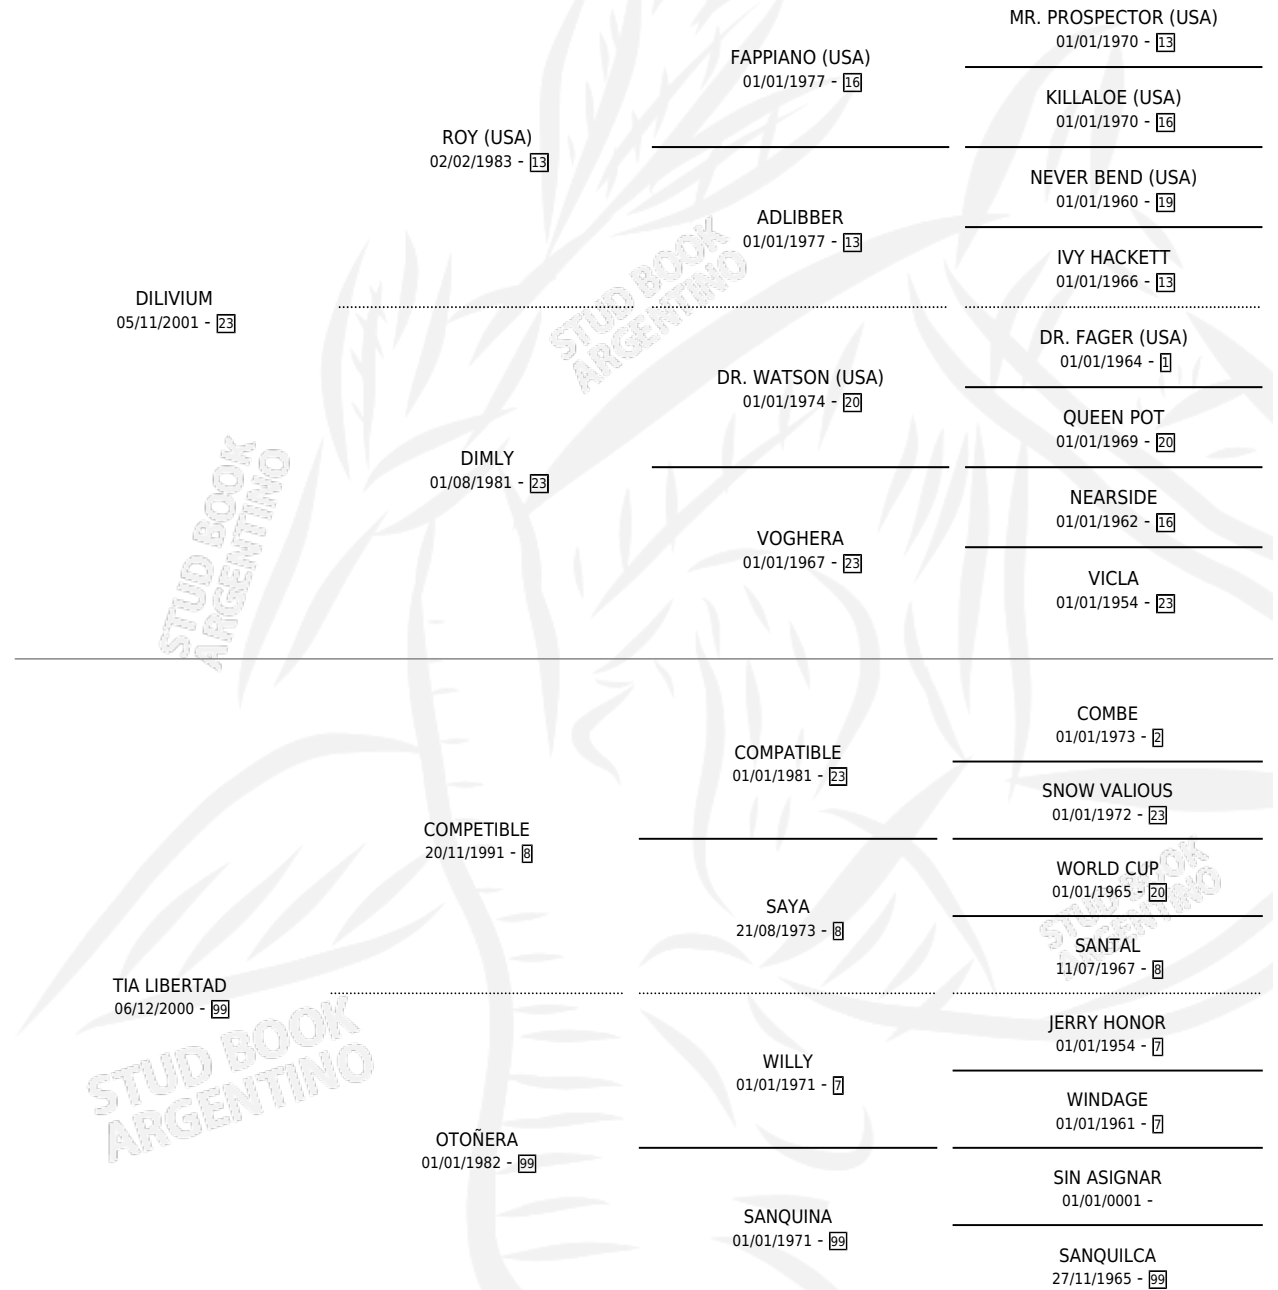 MR. PROSPECTOR (USA)
01/01/1970 - 13
FAPPIANO (USA)
01/01/1977 - 16
KILLALOE (USA)
01/01/1970 - 16
ROY (USA)
02/02/1983 - 13
NEVER BEND (USA)
01/01/1960 - 19
ADLIBBER
01/01/1977 - 13
IVY HACKETT
01/01/1966 - 13
DILIVIUM
05/11/2001 - 23
DR. FAGER (USA)
01/01/1964 - 1
DR. WATSON (USA)
01/01/1974 - 20
QUEEN POT
01/01/1969 - 20
DIMLY
01/08/1981 - 23
NEARSIDE
01/01/1962 - 16
VOGHERA
01/01/1967 - 23
VICLA
01/01/1954 - 23
STUD BOOK
ARGENTINO
STUD BOOK
ARGENTINO
COMBE
01/01/1973 - 2
COMPATIBLE
01/01/1981 - 23
SNOW VALIOUS
01/01/1972 - 23
COMPETIBLE
20/11/1991 - 8
WORLD CUP
01/01/1965 - 20
SAYA
21/08/1973 - 8
SANTAL
11/07/1967 - 8
TIA LIBERTAD
06/12/2000 - 99
JERRY HONOR
01/01/1954 - 7
WILLY
01/01/1971 - 7
WINDAGE
01/01/1961 - 7
OTOÑERA
01/01/1982 - 99
SIN ASIGNAR
01/01/0001 -
SANQUINA
01/01/1971 - 99
SANQUILCA
27/11/1965 - 99
STUD BOOK
ARGENTINO
STUD BOOK
ARGENTINO